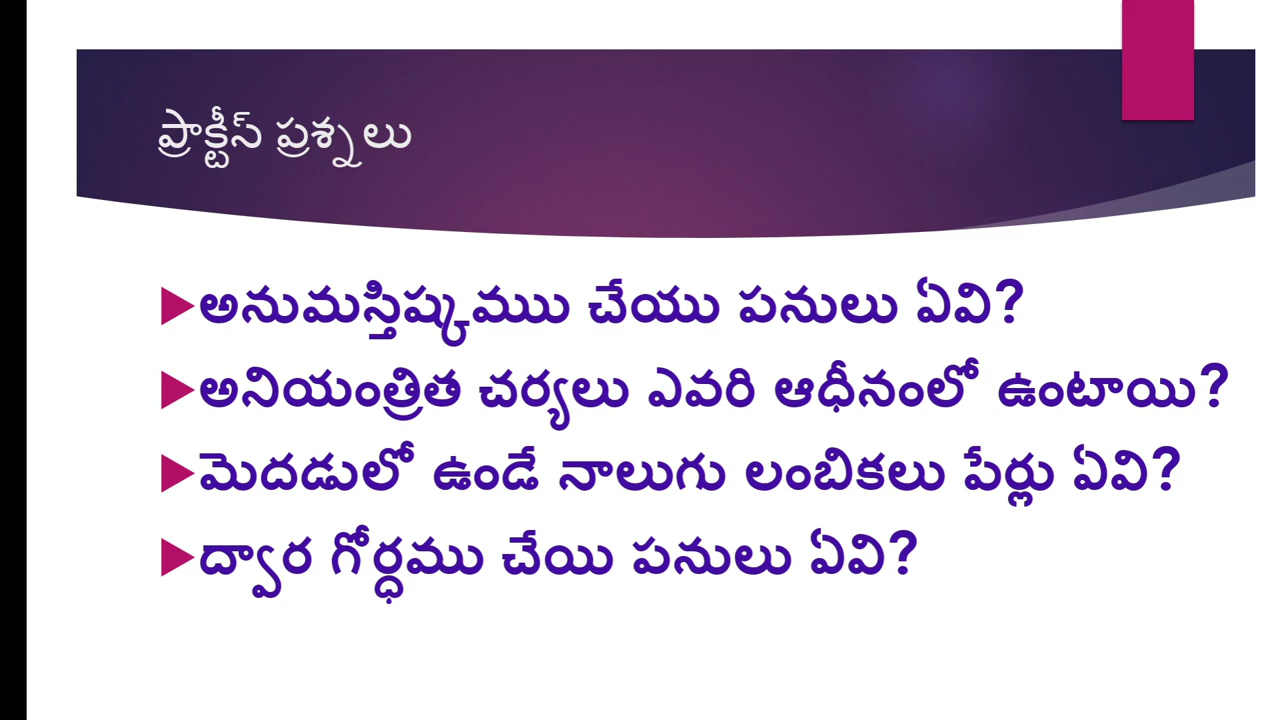 ప్రాక్టీస్ ప్రశ్నలు
అనుమస్తిష్కము చేయు పనులు ఏవి?
అనియంత్రిత చర్యలు ఎవరి ఆధీనంలో ఉంటాయి?
మెదడులో ఉండే నాలుగు లంబికలు పేర్లు ఏవి?
ద్వార గోర్ధము చేయి పనులు ఏవి?